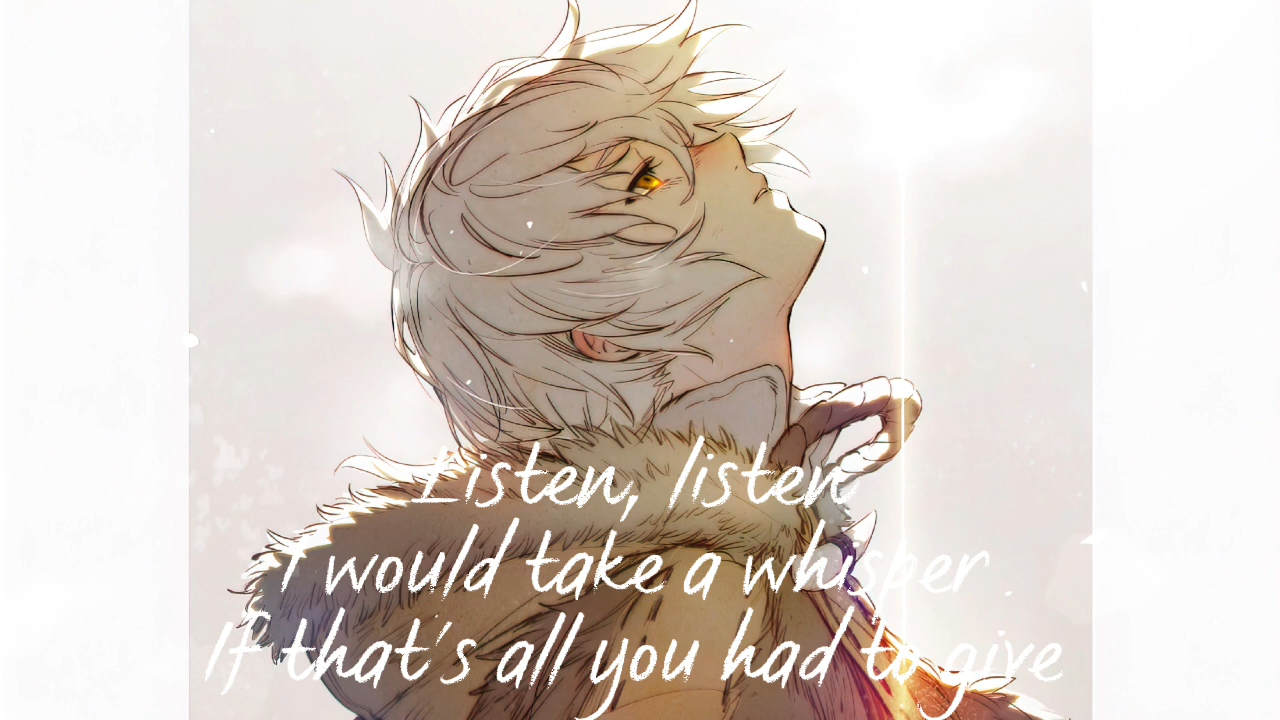 Listen, listen
I would take a whisper
If that's all you had to give